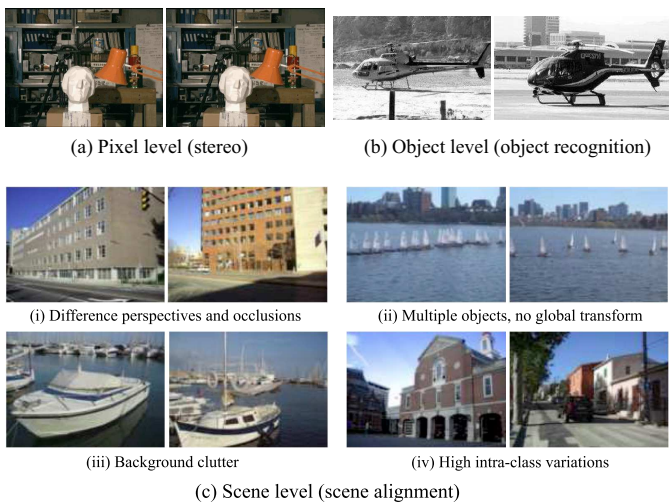 (a) Pixel level (stereo)
(b) Object level (object recognition)
(i) Difference perspectives and occlusions
(ii) Multiple objects, no global transform
(iii) Background clutter
(iv) High intra-class variations
(c) Scene level (scene alignment)